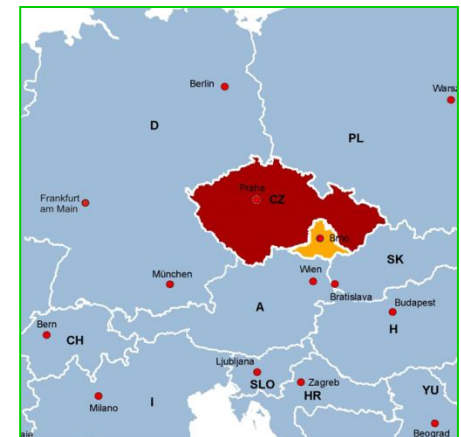 Berlin
Wars
D
PL
Praha
CZ
Frankfurt
am Main
Brno
SK
München
Wien
Bratislava
A
Budapest
H
Bern
CH
Ljubljana
SLO
Zagreb
HR
YU
Milano
I
Beograd